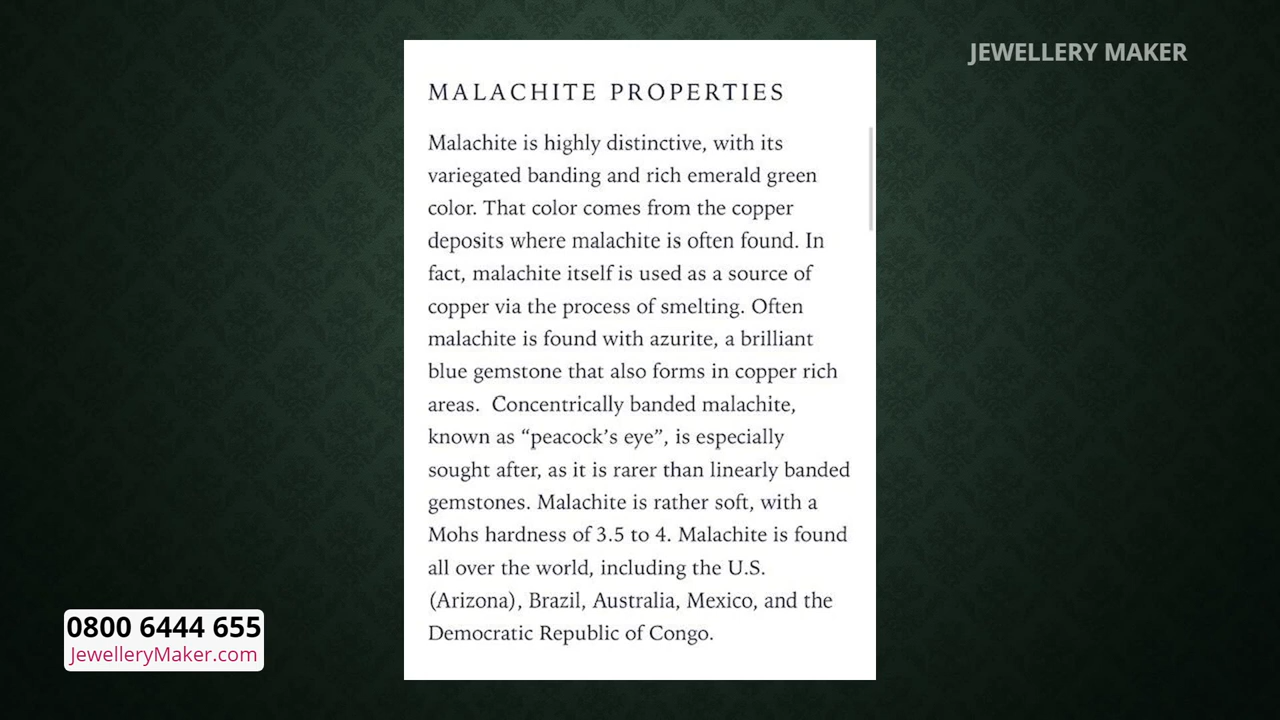 JEWELLERY MAKER
MALACHITE PROPERTIES
Malachite is highly distinctive, with its
variegated banding and rich emerald green
color. That color comes from the copper
deposits where malachite is often found. In
fact, malachite itself is used as a source of
copper via the process of smelting. Often
malachite is found with azurite, a brilliant
blue gemstone that also forms in copper rich
areas.  Concentrically banded malachite,
known as “peacock’s eye”, is especially
sought after, as it is rarer than linearly banded
gemstones. Malachite is rather soft, with a
Mohs hardness of 3.5 to 4. Malachite is found
all over the world, including the U.S.
(Arizona), Brazil, Australia, Mexico, and the
Democratic Republic of Congo.
0800 6444 655
JewelleryMaker.com